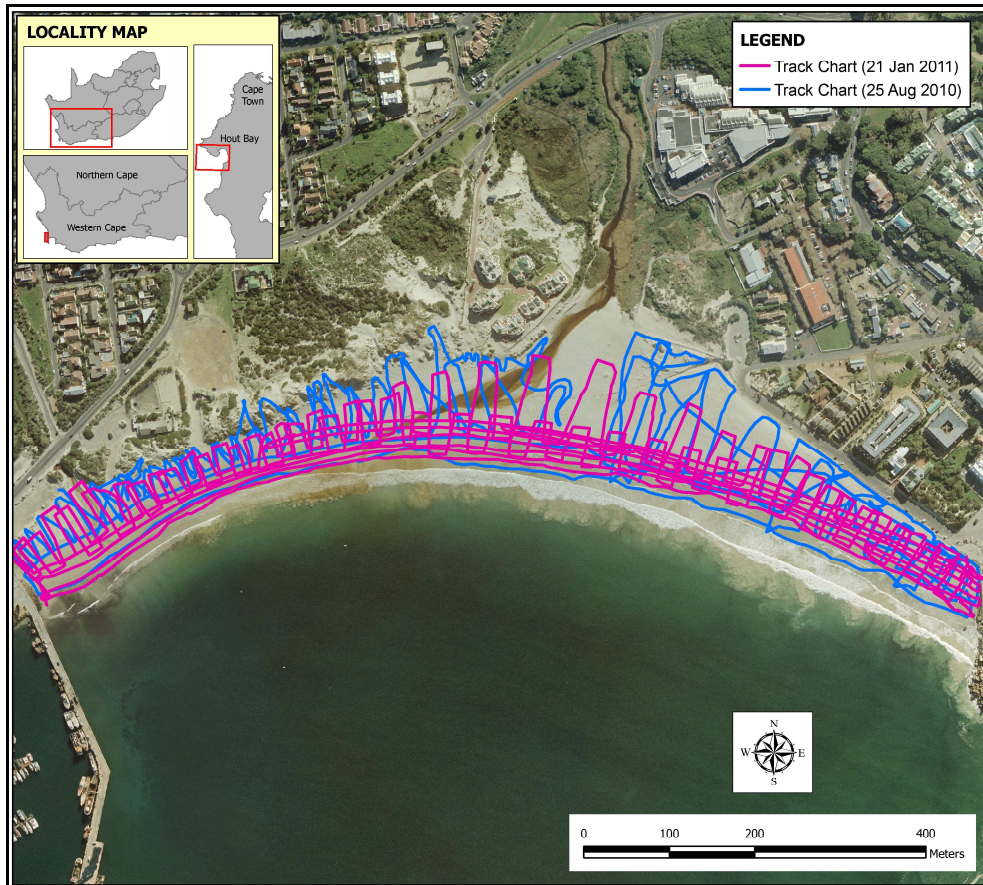 LOCALITY MAP
Cape
Town
Hout Bay
Northern Cape
Western Cape
LEGEND
Track Chart (21 Jan 2011)
Track Chart (25 Aug 2010)
N
W E
S
0 100 200 400
Meters